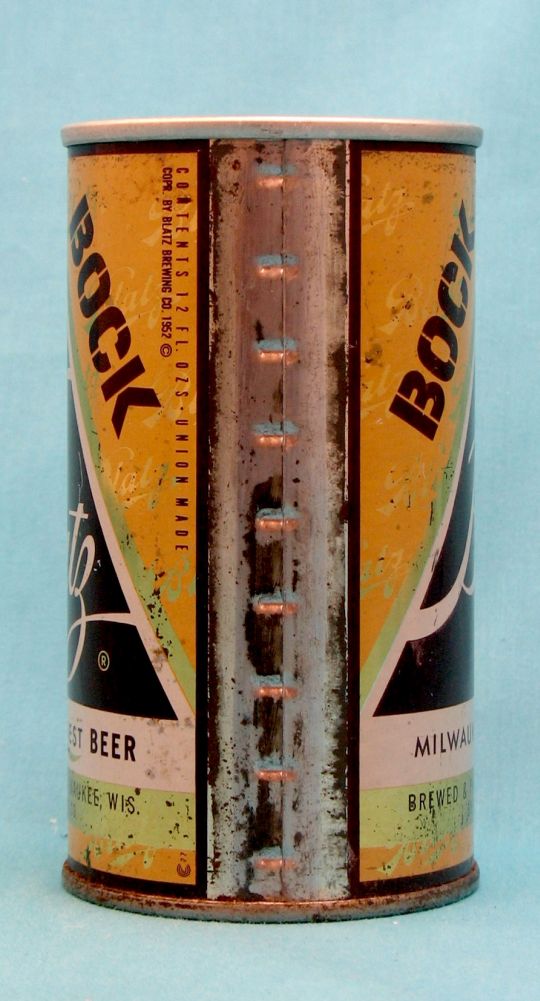 BOCK
CONTENTS 12 FL. OZS. UNION MADE
COPR. BY BLATZ BREWING CO. 1952 ©
tz
®
EST BEER
AUKEE, WIS.
BOCK
MILWAU
BREWED &